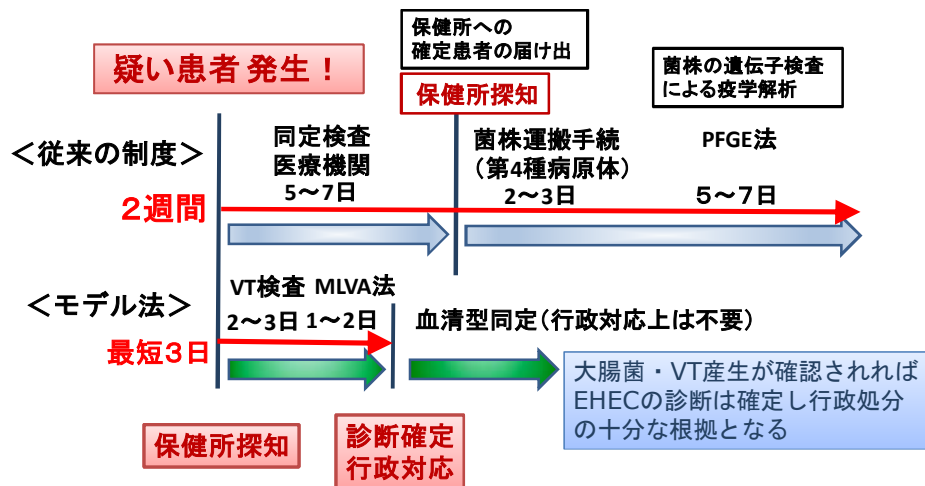 保健所への
確定患者の届け出
疑い患者 発生！
保健所探知
菌株の遺伝子検査
による疫学解析
＜従来の制度＞
同定検査
医療機関
5～7日
菌株運搬手続
（第4種病原体）
2～3日
PFGE法
５～７日
２週間
＜モデル法＞
VT検査
2～3日
MLVA法
1～2日
血清型同定（行政対応上は不要）
最短３日
大腸菌・VT産生が確認されれば
EHECの診断は確定し行政処分
の十分な根拠となる
保健所探知
診断確定
行政対応